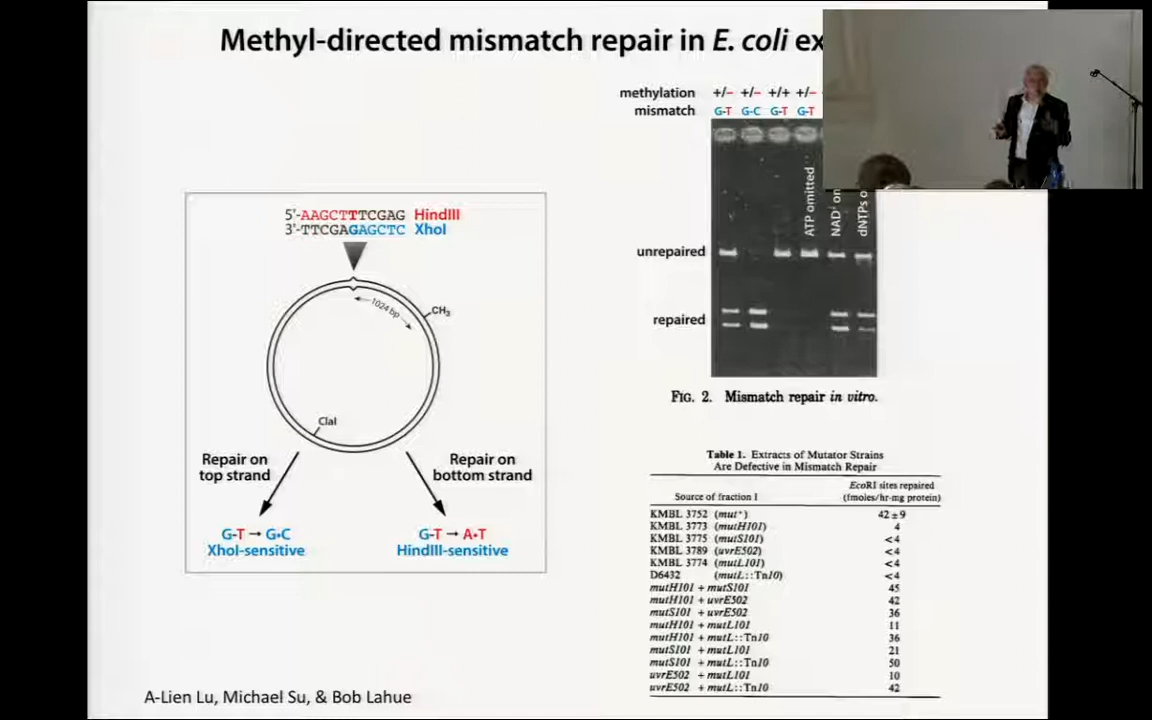 Methyl-directed mismatch repair in E. coli ex
methylation +/– +/– +/+ +/–
mismatch G-T G-C G-T G-T
ATP omitted
NAD⁺ on
dNTPs o
unrepaired
repaired
FIG. 2. Mismatch repair in vitro.
5'-AAGCTTTCGAG HindIII
3'-TTCGAGAGCTC XhoI
1024 bp
CH₃
ClaI
Repair on
top strand
Repair on
bottom strand
G-T → G•C
XhoI-sensitive
G-T → A•T
HindIII-sensitive
Table 1. Extracts of Mutator Strains
Are Defective in Mismatch Repair
Source of fraction I
EcoRI sites repaired
(fmoles/hr·mg protein)
KMBL 3752 (mut⁺) 42±9
KMBL 3773 (mutH101) 4
KMBL 3775 (mutS101) <4
KMBL 3789 (uvrE502) <4
KMBL 3774 (mutL101) <4
D6432 (mutL::Tn10) <4
mutH101 + mutS101 45
mutH101 + uvrE502 42
mutS101 + uvrE502 36
mutH101 + mutL101 11
mutH101 + mutL::Tn10 36
mutS101 + mutL101 21
mutS101 + mutL::Tn10 50
uvrE502 + mutL101 10
uvrE502 + mutL::Tn10 42
A-Lien Lu, Michael Su, & Bob Lahue